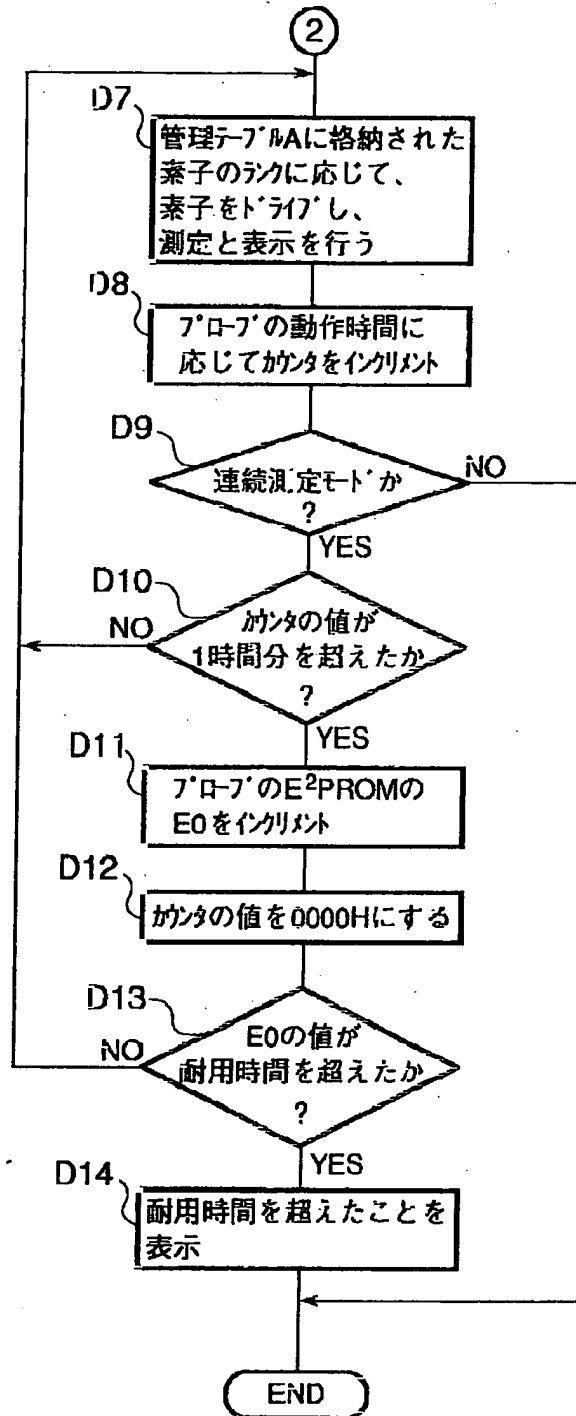 2
D7
管理テーブルAに格納された
素子のランクに応じて、
素子をドライブし、
測定と表示を行う
D8
プローブの動作時間に
応じてカウンタをインクリメント
D9
連続測定モードか
?
NO
YES
D10
カウンタの値が
1時間分を超えたか
?
NO
YES
D11
プローブのE²PROMの
E0をインクリメント
D12
カウンタの値を0000Hにする
D13
E0の値が
耐用時間を超えたか
?
NO
YES
D14
耐用時間を超えたことを
表示
END